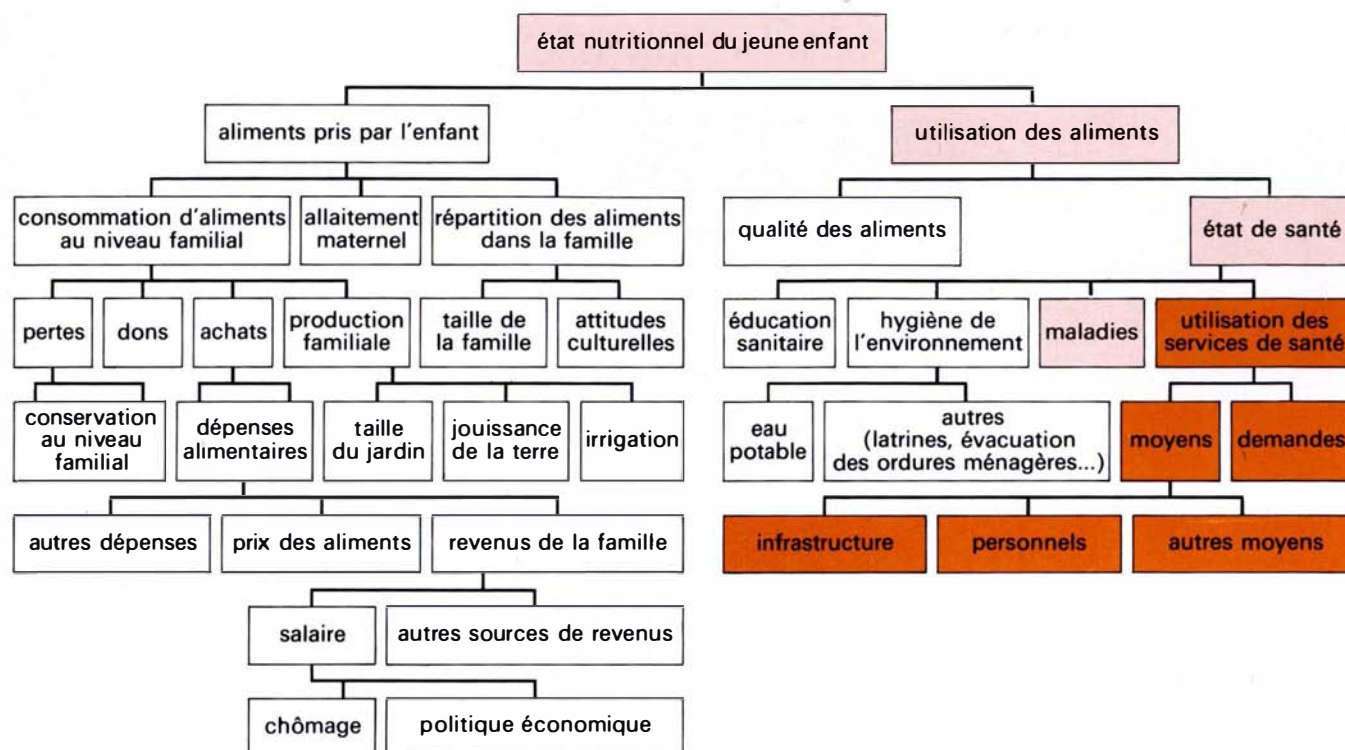 état nutritionnel du jeune enfant
aliments pris par l'enfant
utilisation des aliments
consommation d'aliments
au niveau familial
allaitement
maternel
répartition des aliments
dans la famille
qualité des aliments
état de santé
pertes
dons
achats
production
familiale
taille de
la famille
attitudes
culturelles
éducation
sanitaire
hygiène de
l'environnement
maladies
utilisation des
services de santé
conservation
au niveau
familial
dépenses
alimentaires
taille
du jardin
jouissance
de la terre
irrigation
eau
potable
autres
(latrines, évacuation
des ordures ménagères...)
moyens
demandes
autres dépenses
prix des aliments
revenus de la famille
infrastructure
personnels
autres moyens
salaire
autres sources de revenus
chômage
politique économique